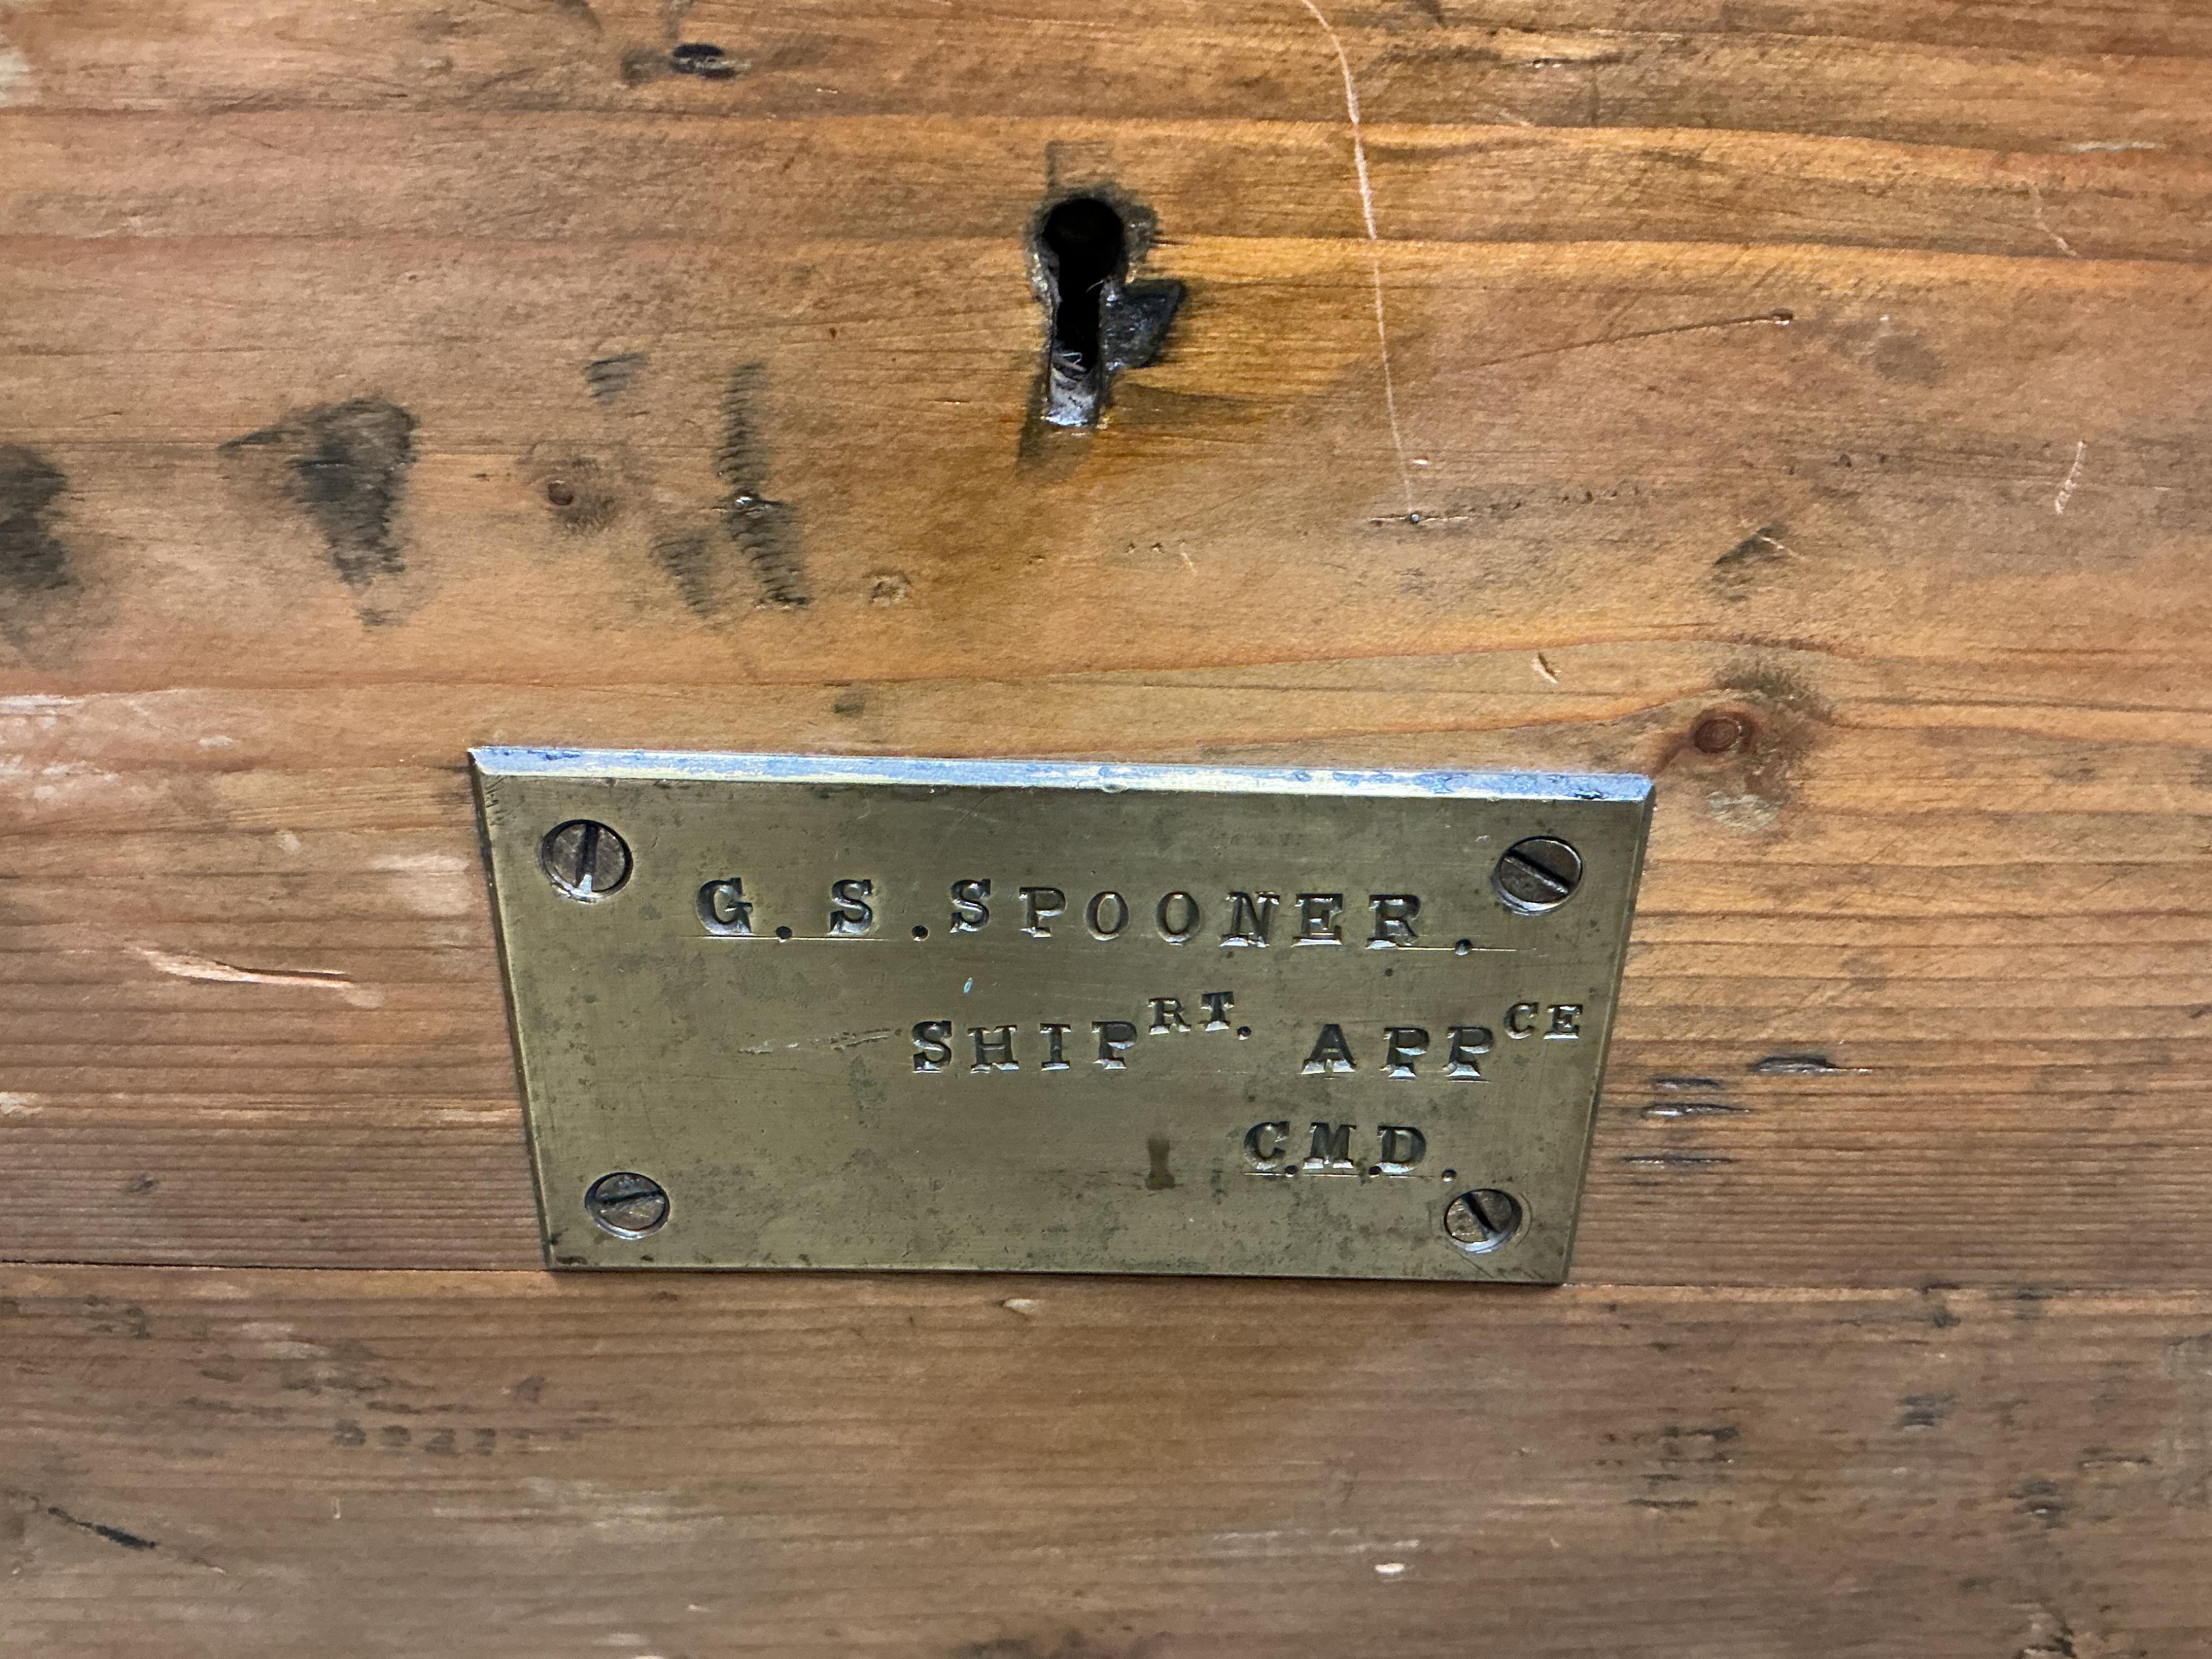 G. S. SPOONER.
SHIPRT. APPCE
C.M.D.